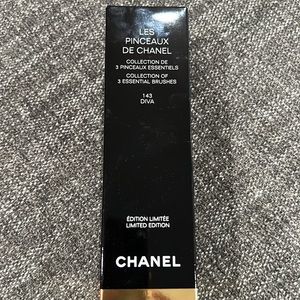 LES
PINCEAUX
DE CHANEL
COLLECTION DE
3 PINCEAUX ESSENTIELS
COLLECTION OF
3 ESSENTIAL BRUSHES
143
DIVA
ÉDITION LIMITÉE
LIMITED EDITION
CHANEL